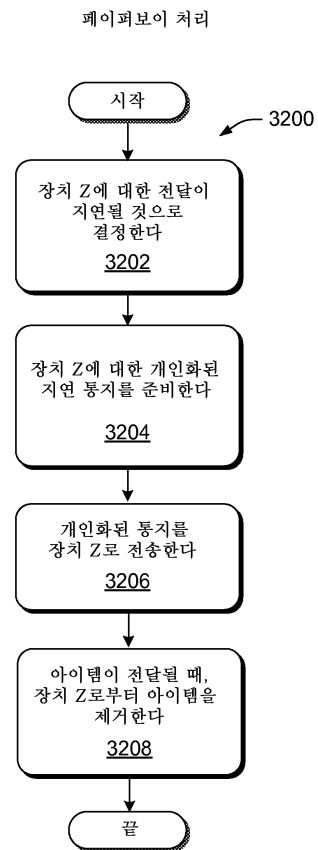 페이퍼보이 처리
시작
3200
장치 Z에 대한 전달이
지연될 것으로
결정한다
3202
장치 Z에 대한 개인화된
지연 통지를 준비한다
3204
개인화된 통지를
장치 Z로 전송한다
3206
아이템이 전달될 때,
장치 Z로부터 아이템을
제거한다
3208
끝